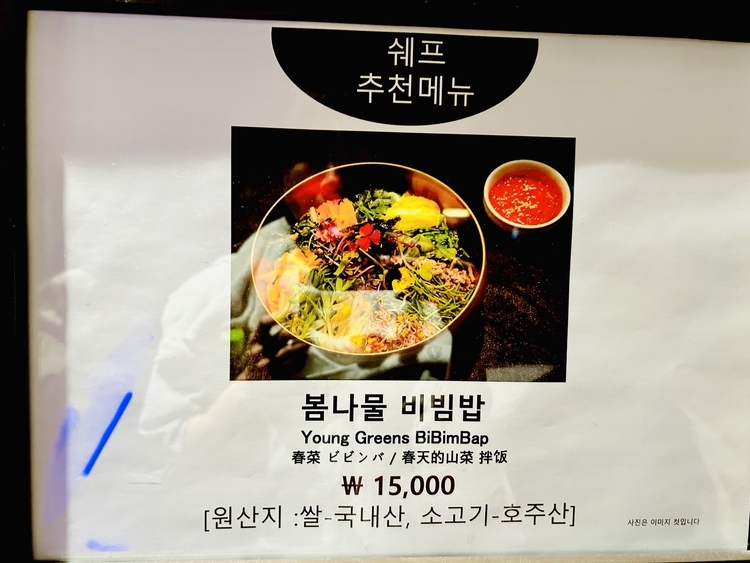 쉐프
추천메뉴
봄나물 비빔밥
Young Greens BiBimBap
春菜 ビビンバ / 春天的山菜 拌饭
₩ 15,000
[원산지 :쌀-국내산, 소고기-호주산]
사진은 이미지 컷입니다